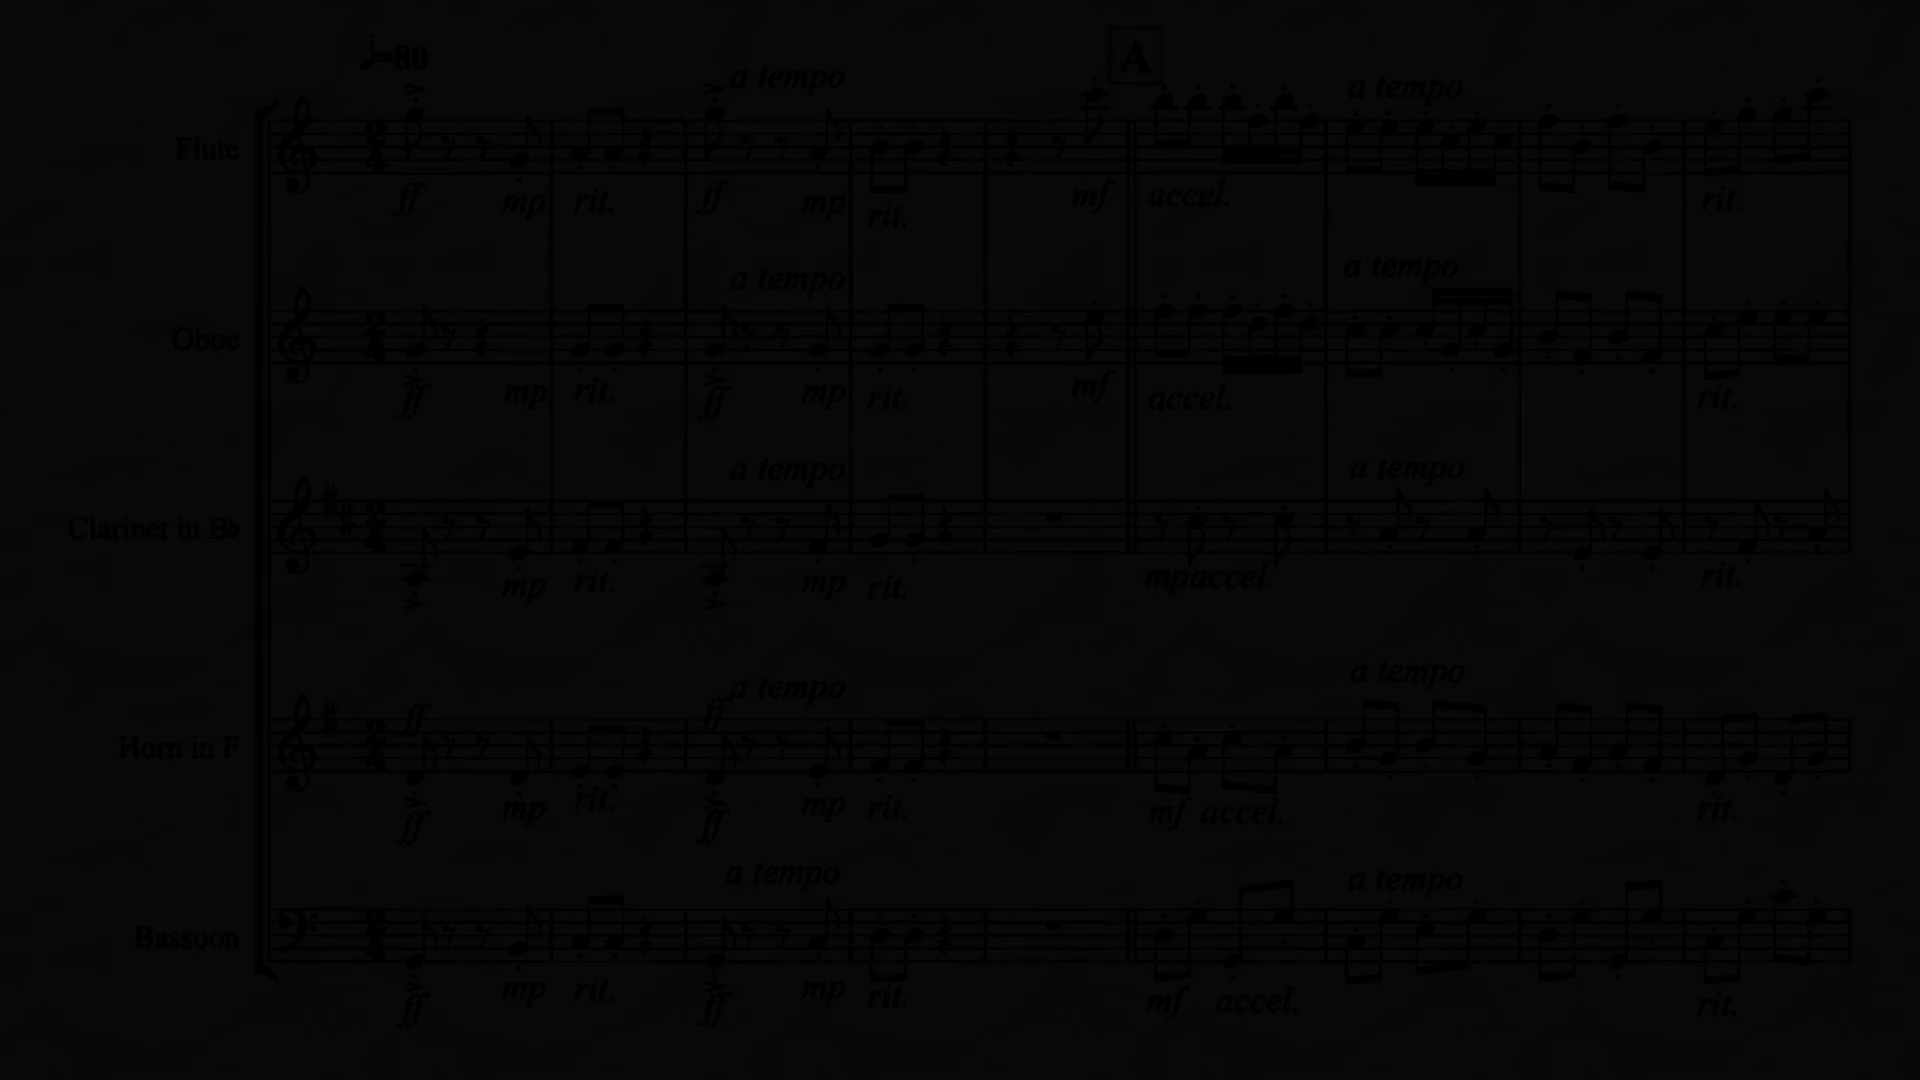 ♩=80
A
a tempo a tempo
Flute
ff mp rit. ff mp rit. mf accel. rit.
a tempo a tempo
Oboe
ff mp rit. ff mp rit. mf accel. rit.
a tempo a tempo
Clarinet in B♭
mp rit. mp rit. mp accel. rit.
a tempo a tempo
ff ff
Horn in F
ff mp rit. ff mp rit. mf accel. rit.
a tempo a tempo
Bassoon
ff mp rit. ff mp rit. mf accel. rit.